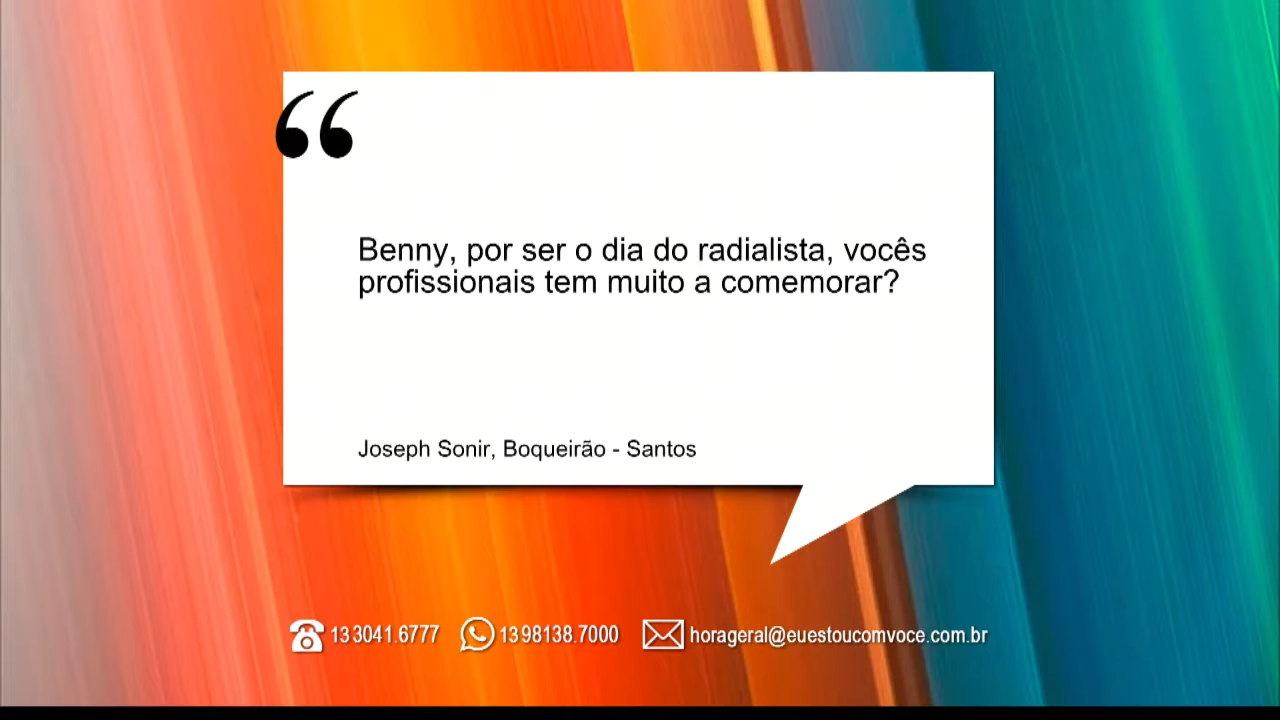 “
Benny, por ser o dia do radialista, vocês
profissionais tem muito a comemorar?
Joseph Sonir, Boqueirão - Santos
13 3041.6777 13 98138.7000 horageral@euestoucomvoce.com.br